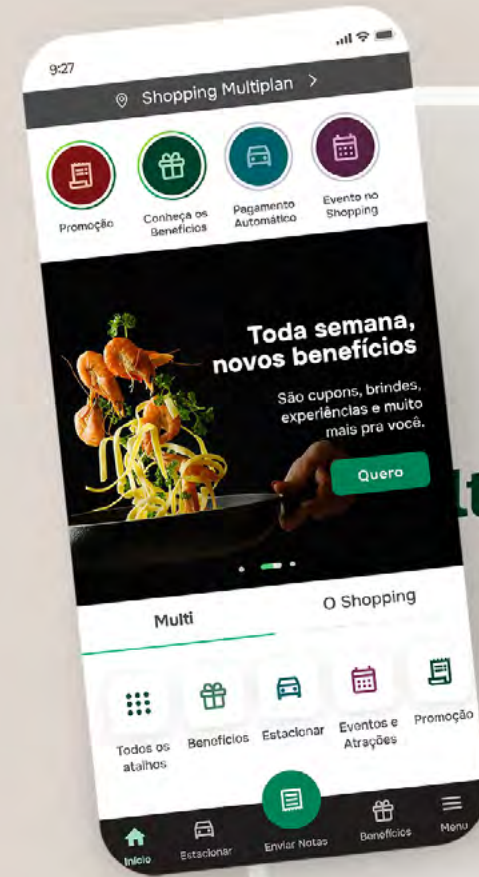 9:27
Shopping Multiplan >
Promoção
Conheça os
Benefícios
Pagamento
Automático
Evento no
Shopping
Toda semana,
novos benefícios
São cupons, brindes,
experiências e muito
mais pra você.
Quero
Multi
O Shopping
Todos os
atalhos
Benefícios
Estacionar
Eventos e
Atrações
Promoção
Início
Estacionar
Enviar Notas
Benefícios
Menu